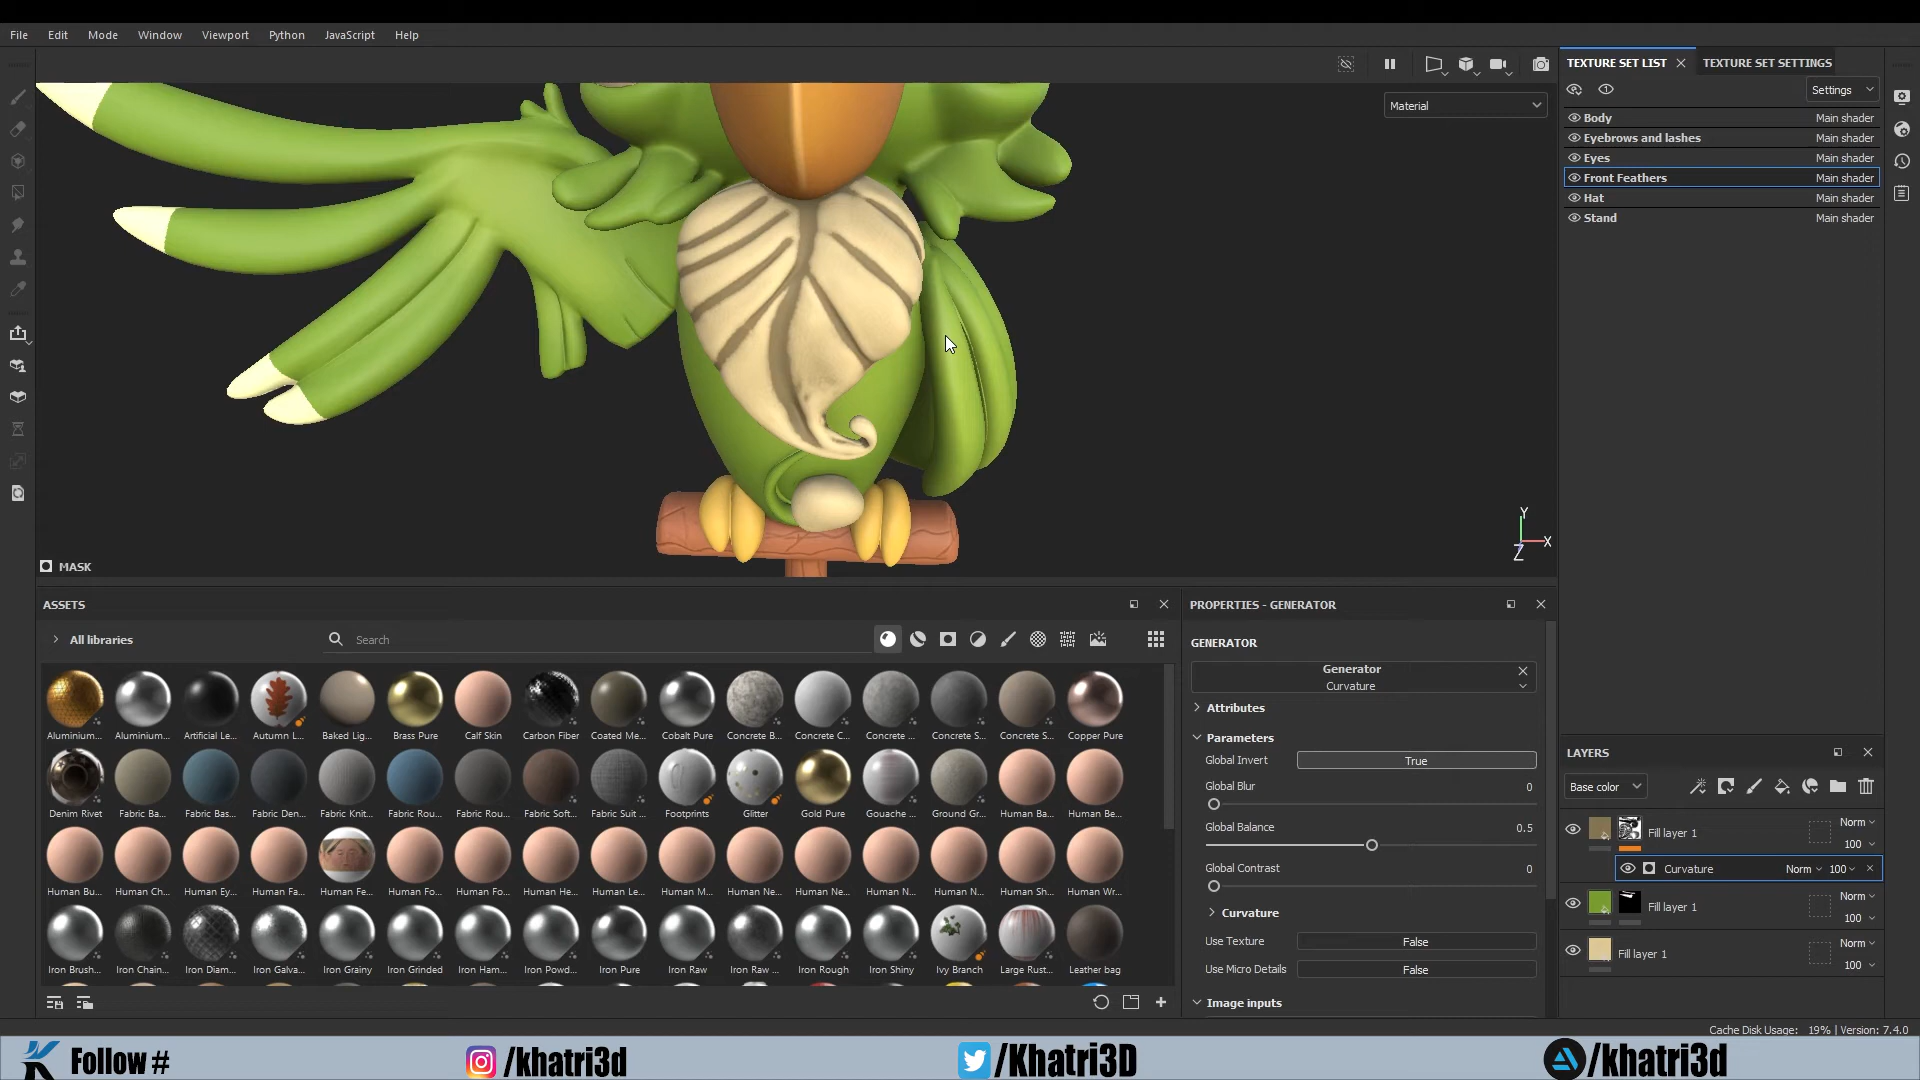 File Edit Mode Window Viewport Python JavaScript Help
TEXTURE SET LIST TEXTURE SET SETTINGS
Settings
Material
Body Main shader
Eyebrows and lashes Main shader
Eyes Main shader
Front Feathers Main shader
Hat Main shader
Stand Main shader
Y
X
Z
MASK
ASSETS
All libraries
Search
Aluminium... Aluminium... Artificial Le... Autumn L... Baked Lig... Brass Pure Calf Skin Carbon Fiber Coated Me... Cobalt Pure Concrete B... Concrete C... Concrete ... Concrete S... Concrete S... Copper Pure
Denim Rivet Fabric Ba... Fabric Bas... Fabric Den... Fabric Knit... Fabric Rou... Fabric Rou... Fabric Soft... Fabric Suit ... Footprints Glitter Gold Pure Gouache ... Ground Gr... Human Ba... Human Be...
Human Bu... Human Ch... Human Ey... Human Fa... Human Fe... Human Fo... Human He... Human Le... Human M... Human Ne... Human Ne... Human N... Human N... Human Sh... Human Wr...
Iron Brush... Iron Chain... Iron Diam... Iron Galva... Iron Grainy Iron Grinded Iron Ham... Iron Powd... Iron Pure Iron Raw Iron Raw ... Iron Rough Iron Shiny Ivy Branch Large Rust... Leather bag
PROPERTIES - GENERATOR
GENERATOR
Generator
Curvature
Attributes
Parameters
Global Invert True
Global Blur 0
Global Balance 0.5
Global Contrast 0
Curvature
Use Texture False
Use Micro Details False
Image inputs
LAYERS
Base color
Fill layer 1 Norm
100
Curvature Norm 100
Fill layer 1 Norm
100
Fill layer 1 Norm
100
Cache Disk Usage: 19% | Version: 7.4.0
Follow # /khatri3d /Khatri3D /khatri3d